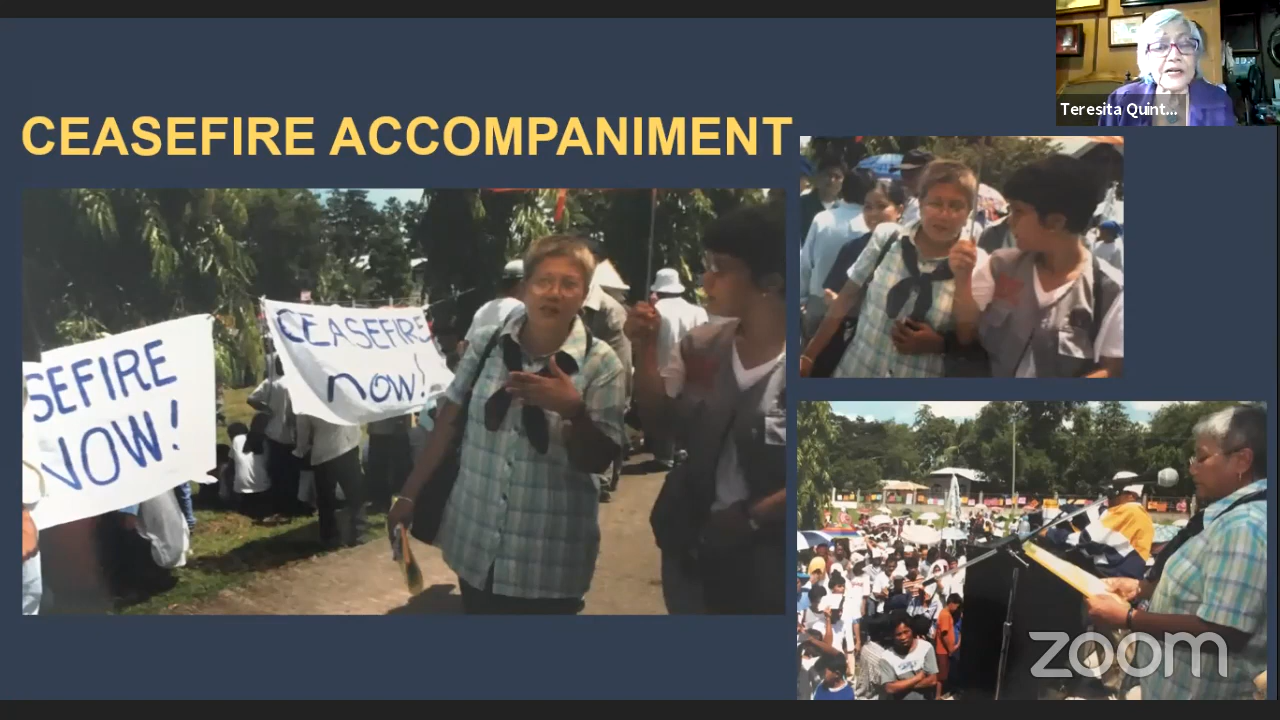 Teresita Quint...
CEASEFIRE ACCOMPANIMENT
SEFIRE
NOW!
CEASEFIRE
NOW!
zoom